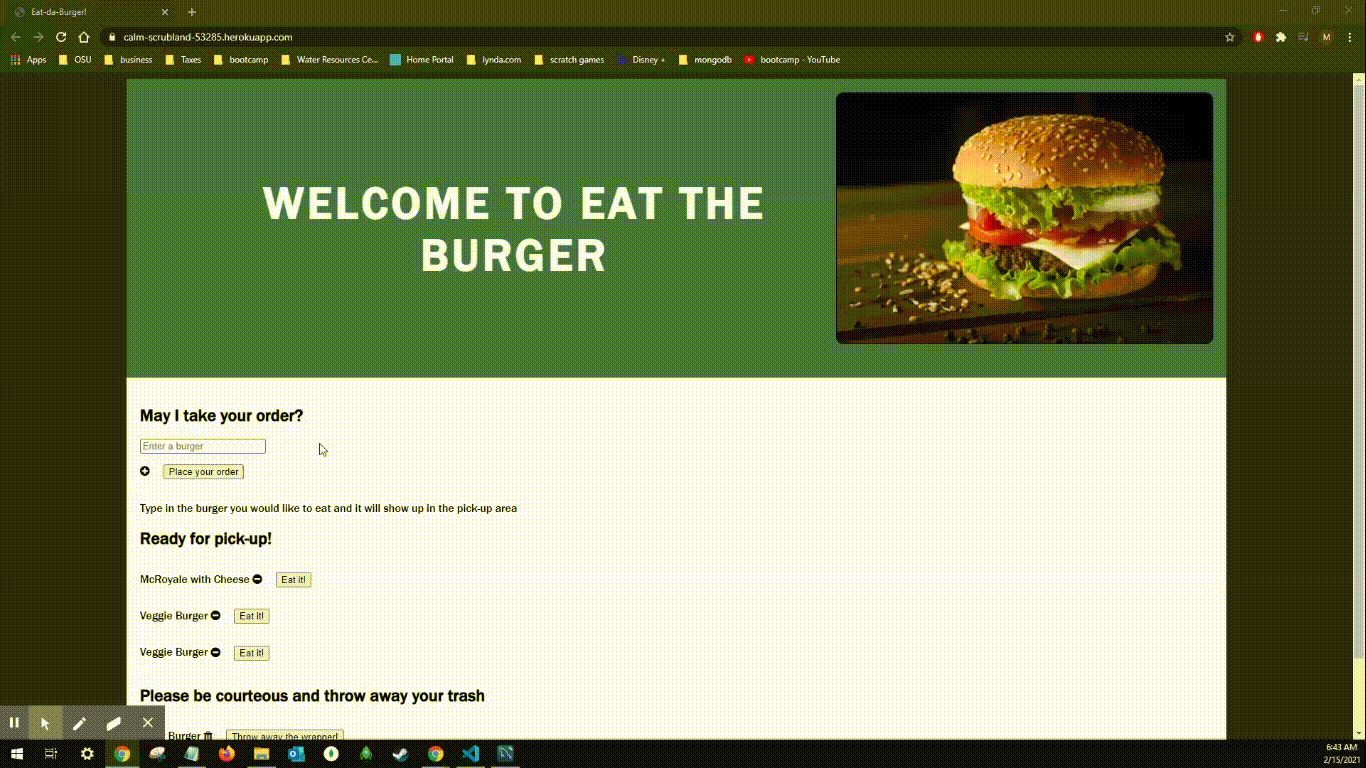 Eat-da-Burger!
calm-scrubland-53285.herokuapp.com
M
Apps OSU business Taxes bootcamp Water Resources Ce... Home Portal lynda.com scratch games Disney + mongodb bootcamp - YouTube
WELCOME TO EAT THE
BURGER
May I take your order?
Enter a burger
Place your order
Type in the burger you would like to eat and it will show up in the pick-up area
Ready for pick-up!
McRoyale with Cheese Eat it!
Veggie Burger Eat it!
Veggie Burger Eat it!
Please be courteous and throw away your trash
Burger Throw away the wrapper!
6:43 AM
2/15/2021